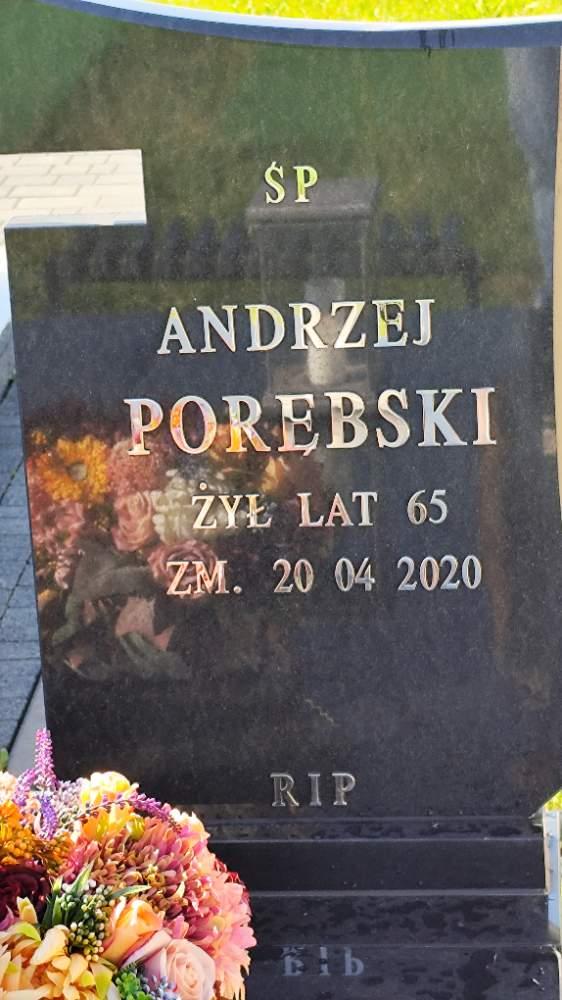 ŚP
ANDRZEJ
PORĘBSKI
ŻYŁ LAT 65
ZM. 20 04 2020
RIP